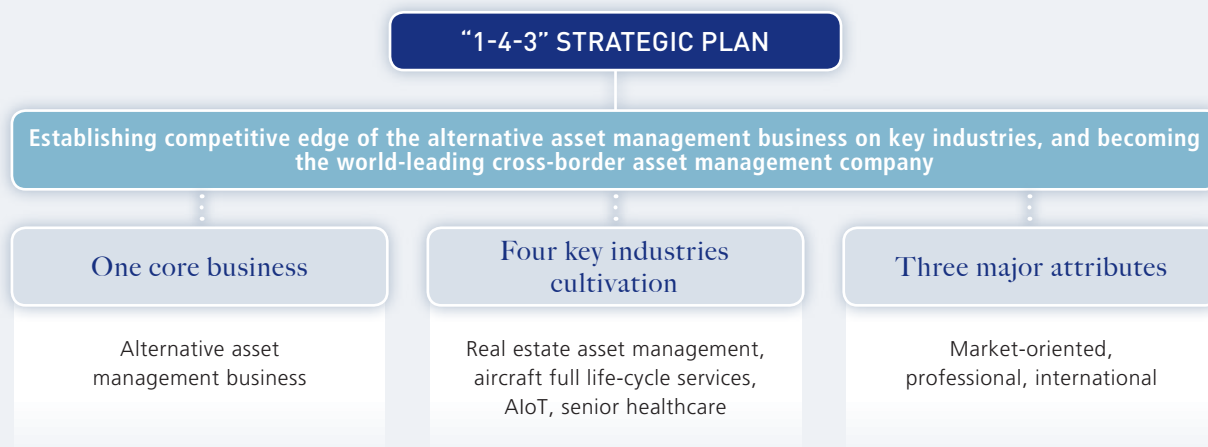 “1-4-3” STRATEGIC PLAN
Establishing competitive edge of the alternative asset management business on key industries, and becoming
the world-leading cross-border asset management company
One core business
Alternative asset
management business
Four key industries
cultivation
Real estate asset management,
aircraft full life-cycle services,
AIoT, senior healthcare
Three major attributes
Market-oriented,
professional, international